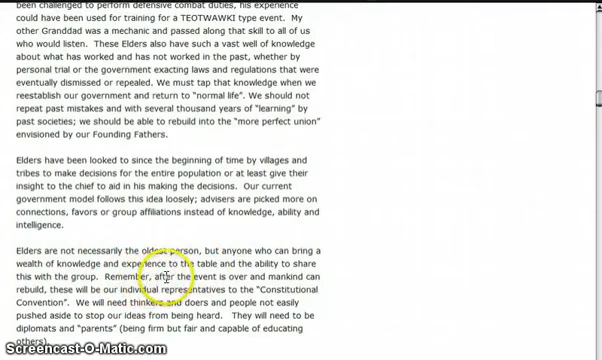 been challenged to perform defensive combat duties, his experience
could have been used for training for a TEOTWAWKI type event. My
other Granddad was a mechanic and passed along that skill to all of us
who would listen. These Elders also have such a vast well of knowledge
about what has worked and has not worked in the past, whether by
personal trial or the government exacting laws and regulations that were
eventually dismissed or repealed. We must tap that knowledge when we
reestablish our government and return to “normal life”. We should not
repeat past mistakes and with several thousand years of “learning” by
past societies; we should be able to rebuild into the “more perfect union”
envisioned by our Founding Fathers.
Elders have been looked to since the beginning of time by villages and
tribes to make decisions for the entire population or at least give their
insight to the chief to aid in his making the decisions. Our current
government model follows this idea loosely; advisers are picked more on
connections, favors or group affiliations instead of knowledge, ability and
intelligence.
Elders are not necessarily the oldest person, but anyone who can bring a
wealth of knowledge and experience to the table and the ability to share
this with the group. Remember, after the event is over and mankind can
rebuild, these will be our individual representatives to the “Constitutional
Convention”. We will need thinkers and doers and people not easily
pushed aside to stop our ideas from being heard. They will need to be
diplomats and “parents” (being firm but fair and capable of educating
others).
Screencast-O-Matic.com